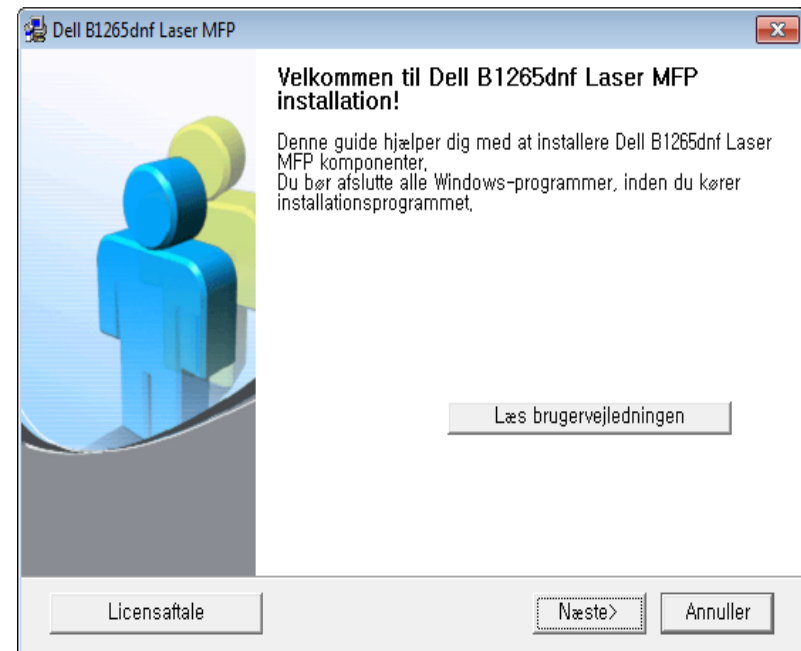 Dell B1265dnf Laser MFP
Velkommen til Dell B1265dnf Laser MFP
installation!
Denne guide hjælper dig med at installere Dell B1265dnf Laser
MFP komponenter.
Du bør afslutte alle Windows-programmer, inden du kører
installationsprogrammet.
Læs brugervejledningen
Licensaftale
Næste>
Annuller